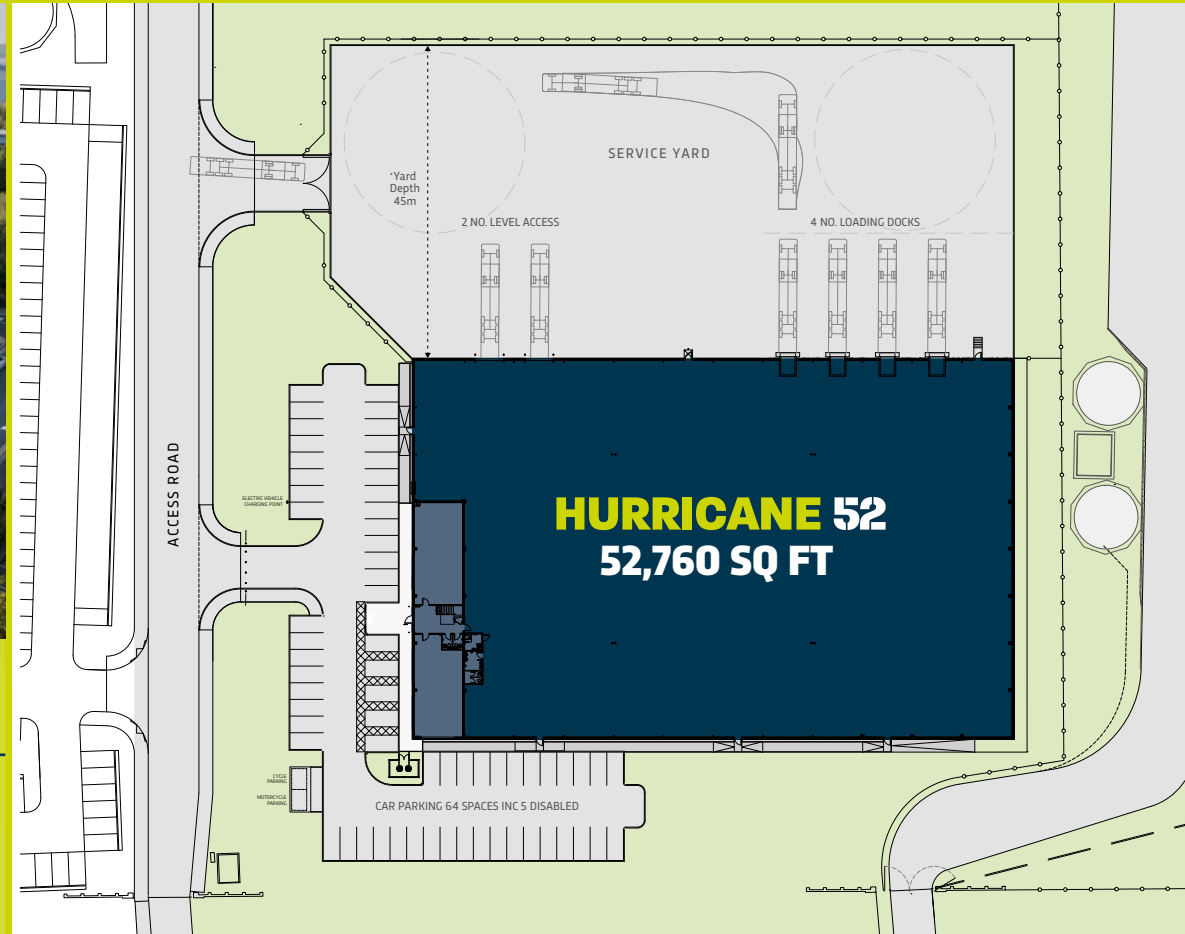 SERVICE YARD
*Yard
Depth
45m
2 NO. LEVEL ACCESS
4 NO. LOADING DOCKS
ACCESS ROAD
ELECTRIC VEHICLE
CHARGING POINT
HURRICANE 52
52,760 SQ FT
CYCLE
PARKING
MOTORCYCLE
PARKING
CAR PARKING 64 SPACES INC 5 DISABLED